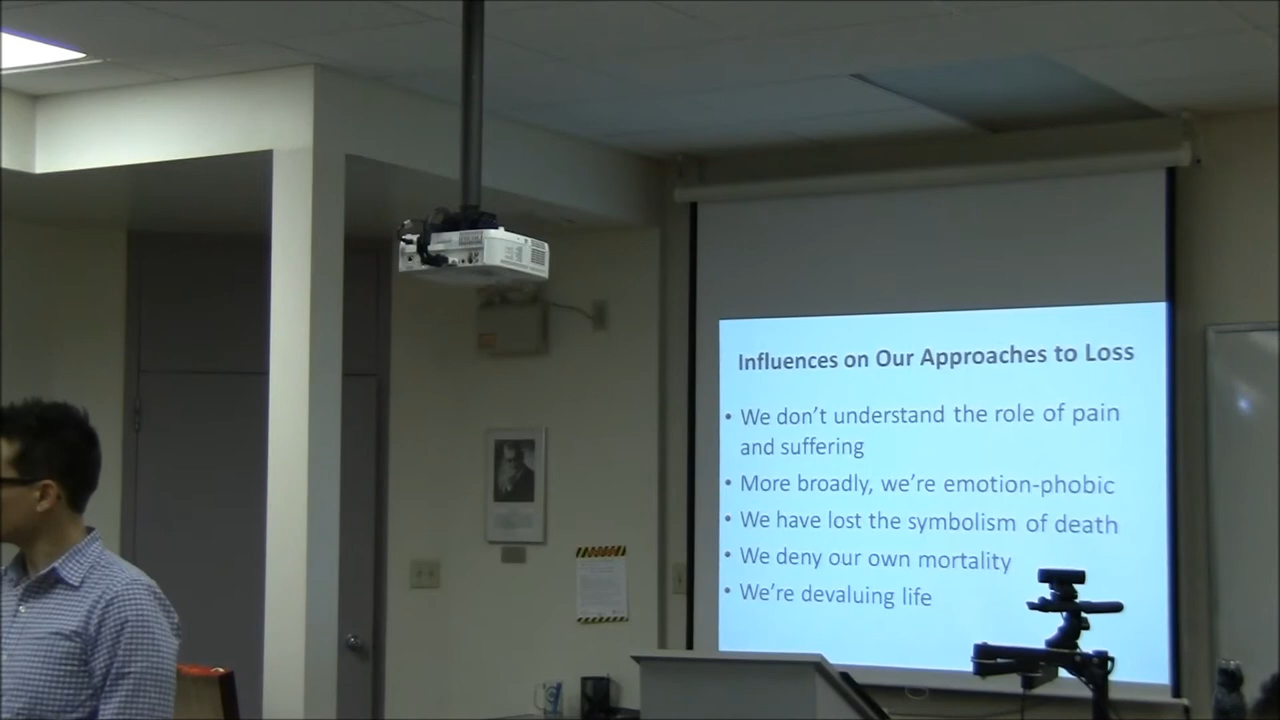 Influences on Our Approaches to Loss
• We don't understand the role of pain
and suffering
• More broadly, we're emotion-phobic
• We have lost the symbolism of death
• We deny our own mortality
• We're devaluing life